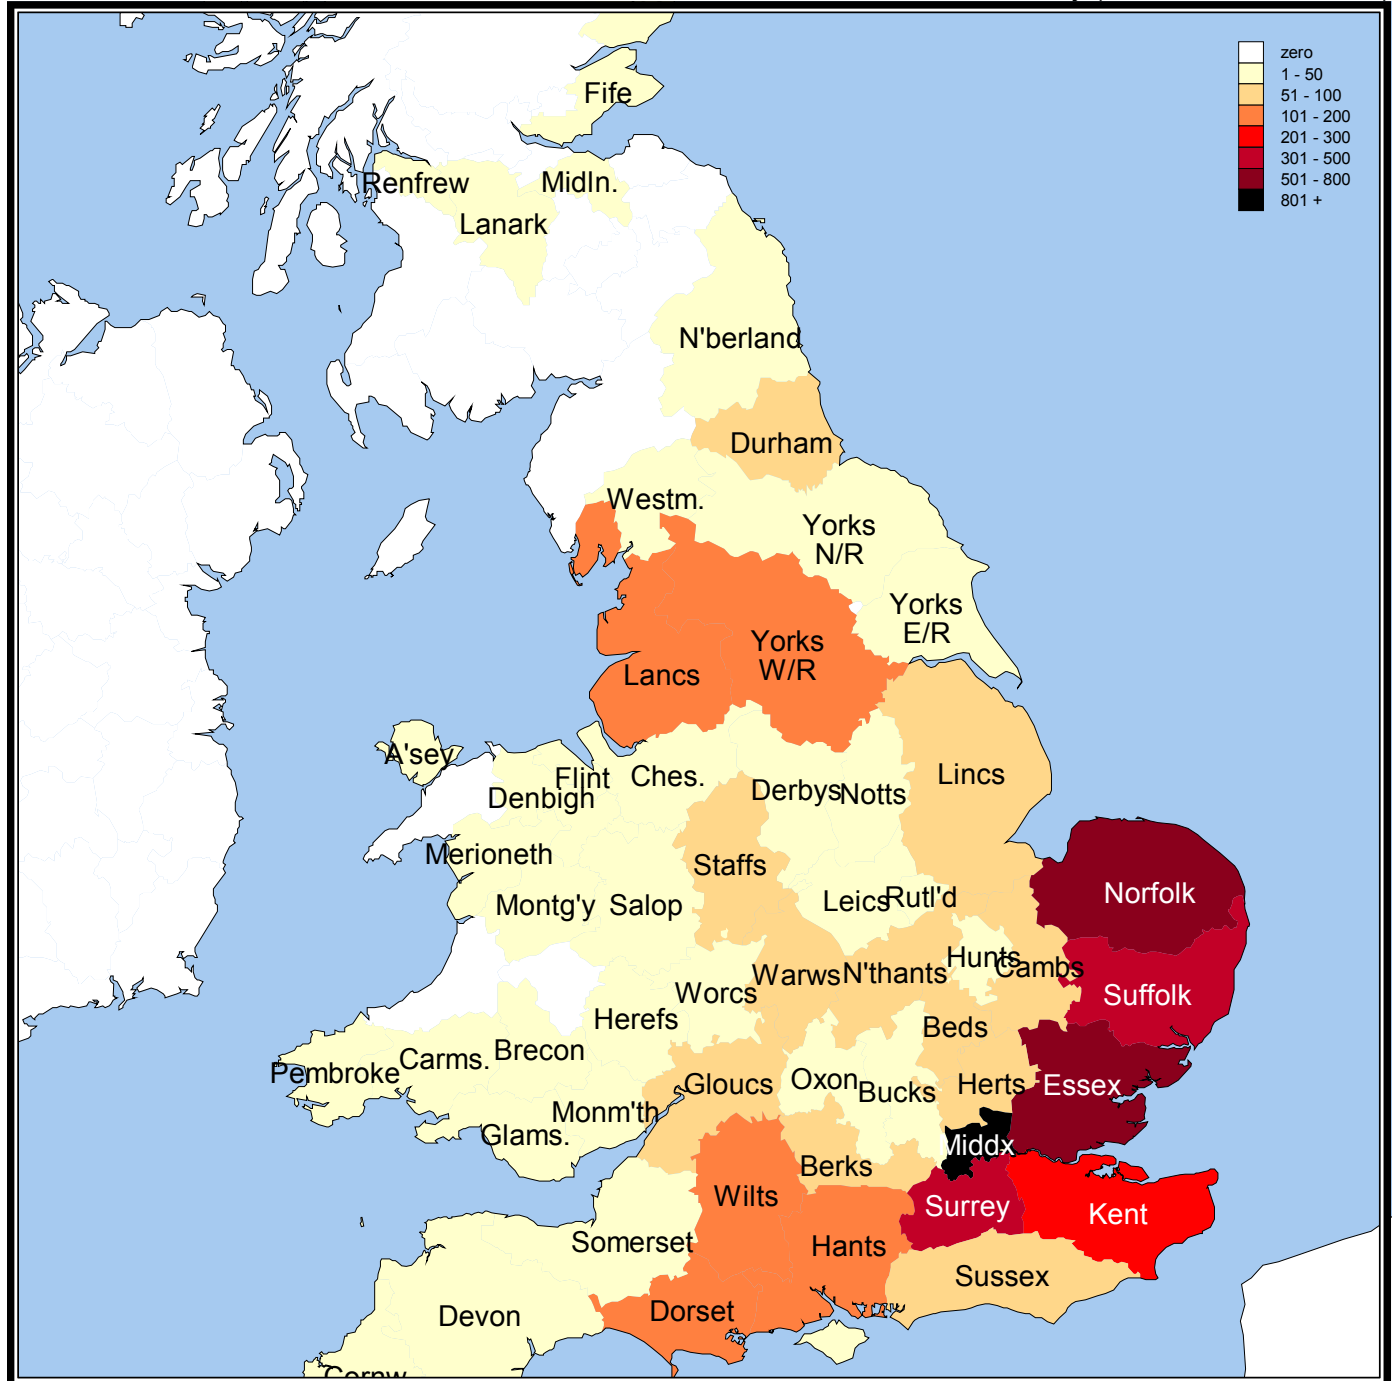 zero
1 - 50
51 - 100
101 - 200
201 - 300
301 - 500
501 - 800
801 +
Fife
Renfrew
Midln.
Lanark
N'berland
Durham
Westm.
Yorks
N/R
Yorks
E/R
Yorks
W/R
Lancs
A'sey
Flint
Ches.
Denbigh
Derbys
Notts
Lincs
Merioneth
Staffs
Norfolk
Montg'y
Salop
Leics
Rutl'd
Warws
N'thants
Hunts
Cambs
Worcs
Suffolk
Herefs
Beds
Brecon
Carms.
Pembroke
Gloucs
Oxon
Bucks
Herts
Essex
Monm'th
Glams.
Middx
Berks
Wilts
Surrey
Kent
Somerset
Hants
Sussex
Devon
Dorset
Cornw